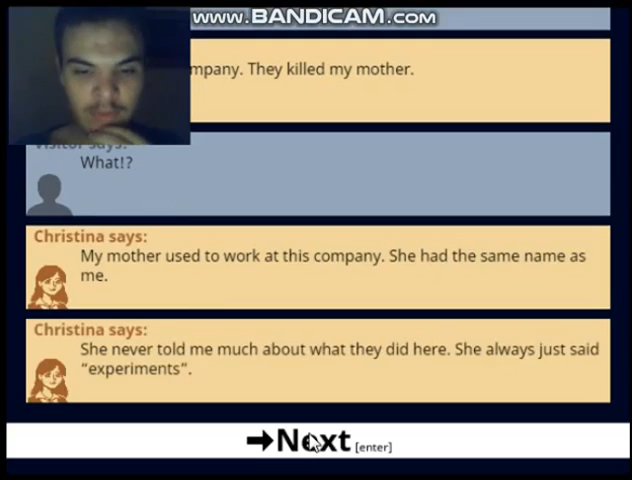 www.BANDICAM.com
mpany. They killed my mother.
says:
What!?
Christina says:
My mother used to work at this company. She had the same name as
me.
Christina says:
She never told me much about what they did here. She always just said
“experiments”.
➡Next [enter]